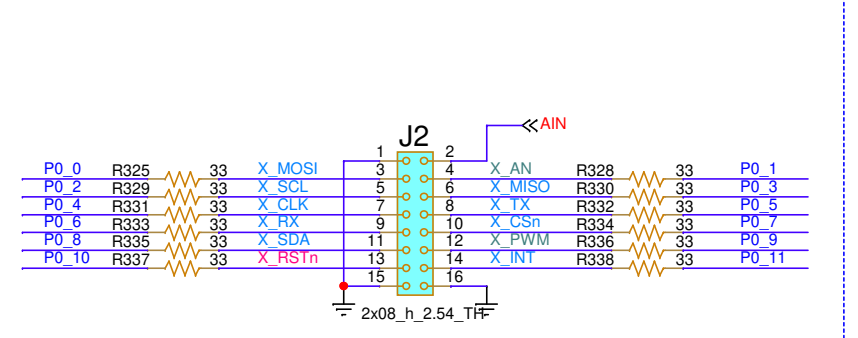 AIN
J2
1 2
P0_0 R325 33 X_MOSI 3 4 X_AN R328 33 P0_1
P0_2 R329 33 X_SCL 5 6 X_MISO R330 33 P0_3
P0_4 R331 33 X_CLK 7 8 X_TX R332 33 P0_5
P0_6 R333 33 X_RX 9 10 X_CSn R334 33 P0_7
P0_8 R335 33 X_SDA 11 12 X_PWM R336 33 P0_9
P0_10 R337 33 X_RSTn 13 14 X_INT R338 33 P0_11
15 16
2x08_h_2.54_TH